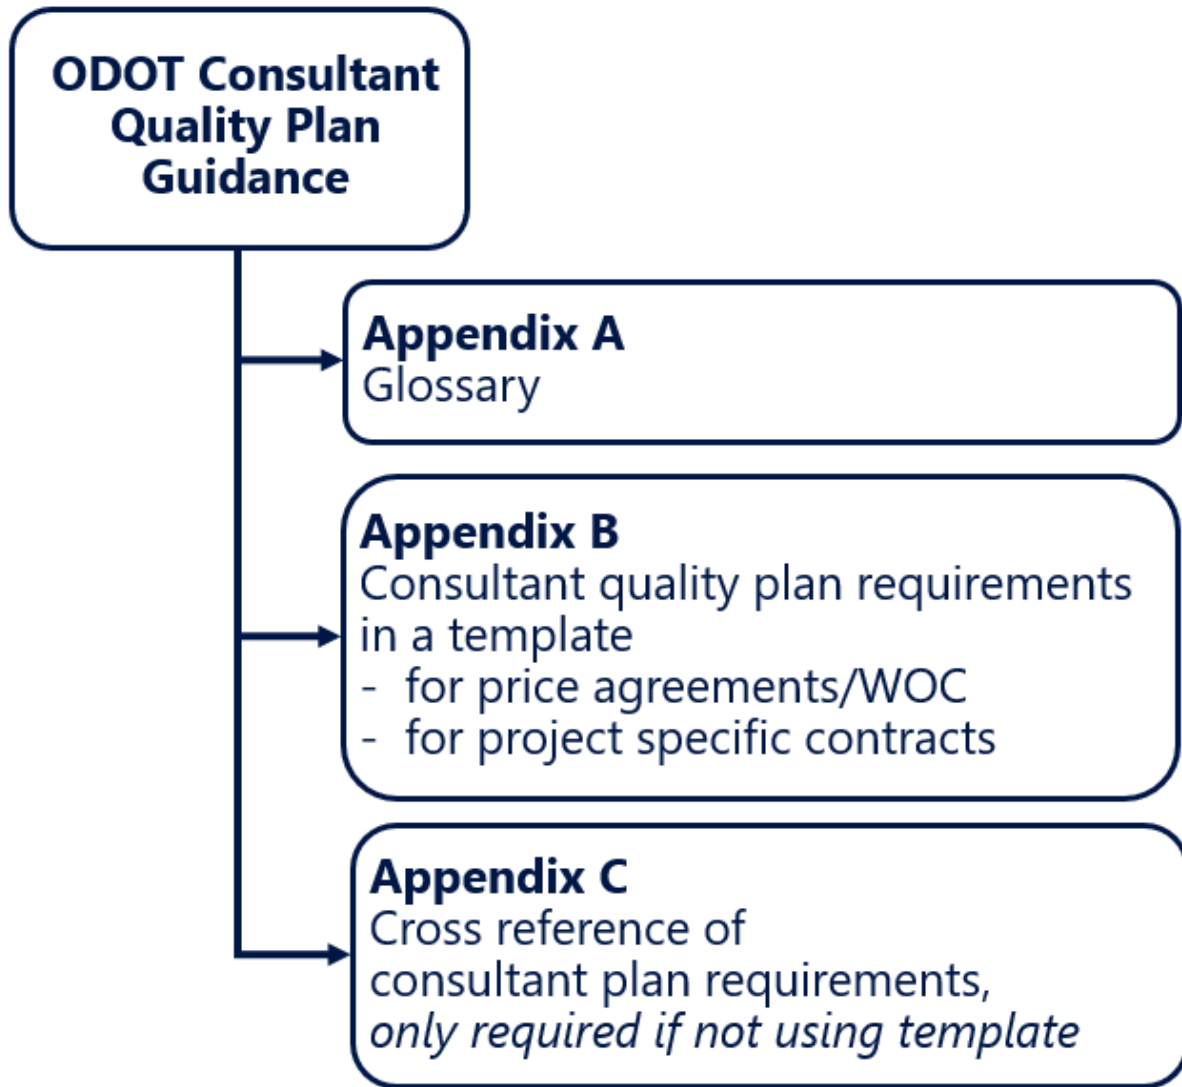 ODOT Consultant
Quality Plan
Guidance
Appendix A
Glossary
Appendix B
Consultant quality plan requirements
in a template
- for price agreements/WOC
- for project specific contracts
Appendix C
Cross reference of
consultant plan requirements,
only required if not using template